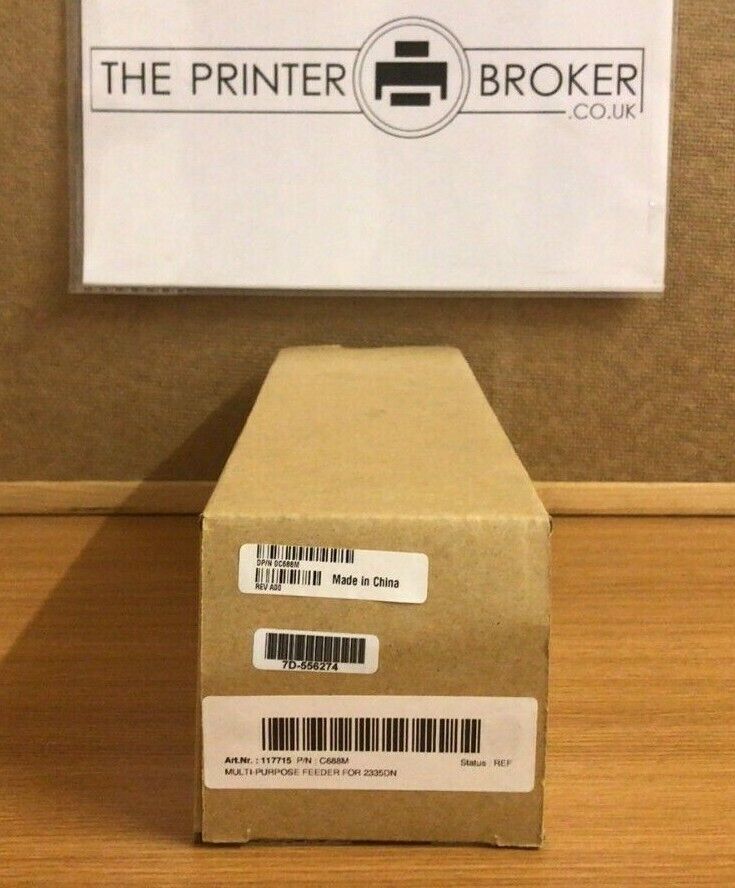 THE PRINTER BROKER
.CO.UK
DP/N 0C688M
REV A00 Made in China
7D-556274
Art.Nr. : 117715 P/N : C688M Status : REF
MULTI-PURPOSE FEEDER FOR 2335DN